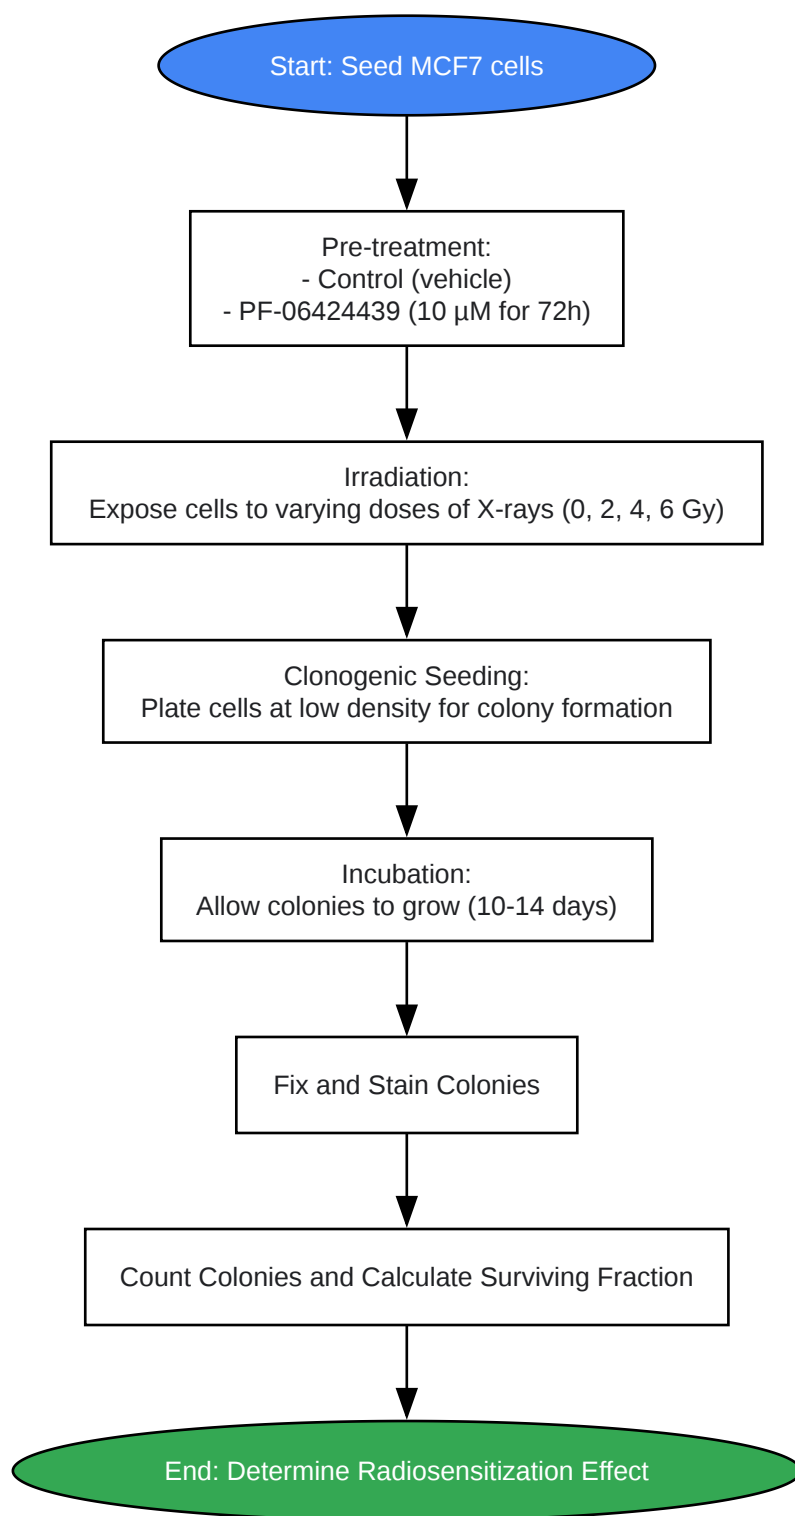 Start: Seed MCF7 cells
Pre-treatment:
- Control (vehicle)
- PF-06424439 (10 µM for 72h)
Irradiation:
Expose cells to varying doses of X-rays (0, 2, 4, 6 Gy)
Clonogenic Seeding:
Plate cells at low density for colony formation
Incubation:
Allow colonies to grow (10-14 days)
Fix and Stain Colonies
Count Colonies and Calculate Surviving Fraction
End: Determine Radiosensitization Effect